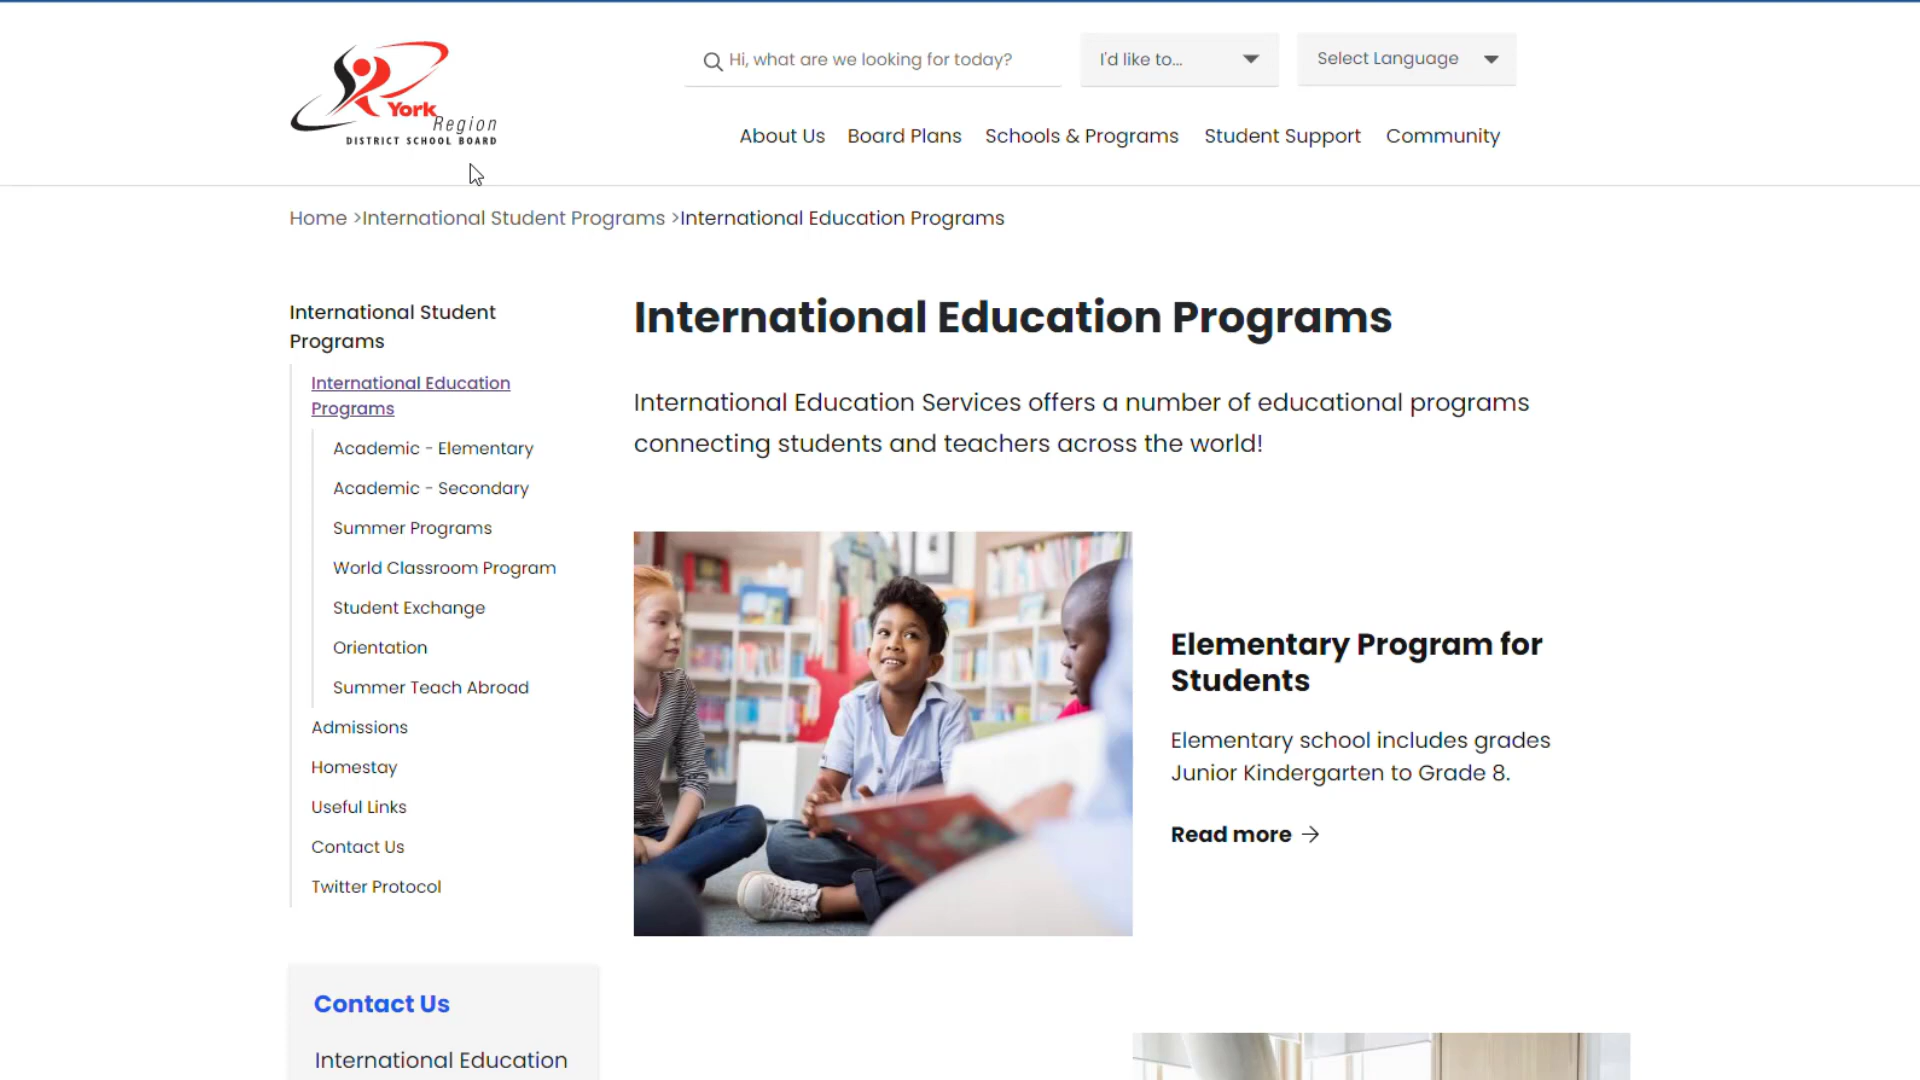 York
Region
DISTRICT SCHOOL BOARD
Hi, what are we looking for today?
I'd like to...
Select Language
About Us
Board Plans
Schools & Programs
Student Support
Community
Home >International Student Programs >International Education Programs
International Student
Programs
International Education
Programs
Academic - Elementary
Academic - Secondary
Summer Programs
World Classroom Program
Student Exchange
Orientation
Summer Teach Abroad
Admissions
Homestay
Useful Links
Contact Us
Twitter Protocol
Contact Us
International Education
International Education Programs
International Education Services offers a number of educational programs
connecting students and teachers across the world!
Elementary Program for
Students
Elementary school includes grades
Junior Kindergarten to Grade 8.
Read more →